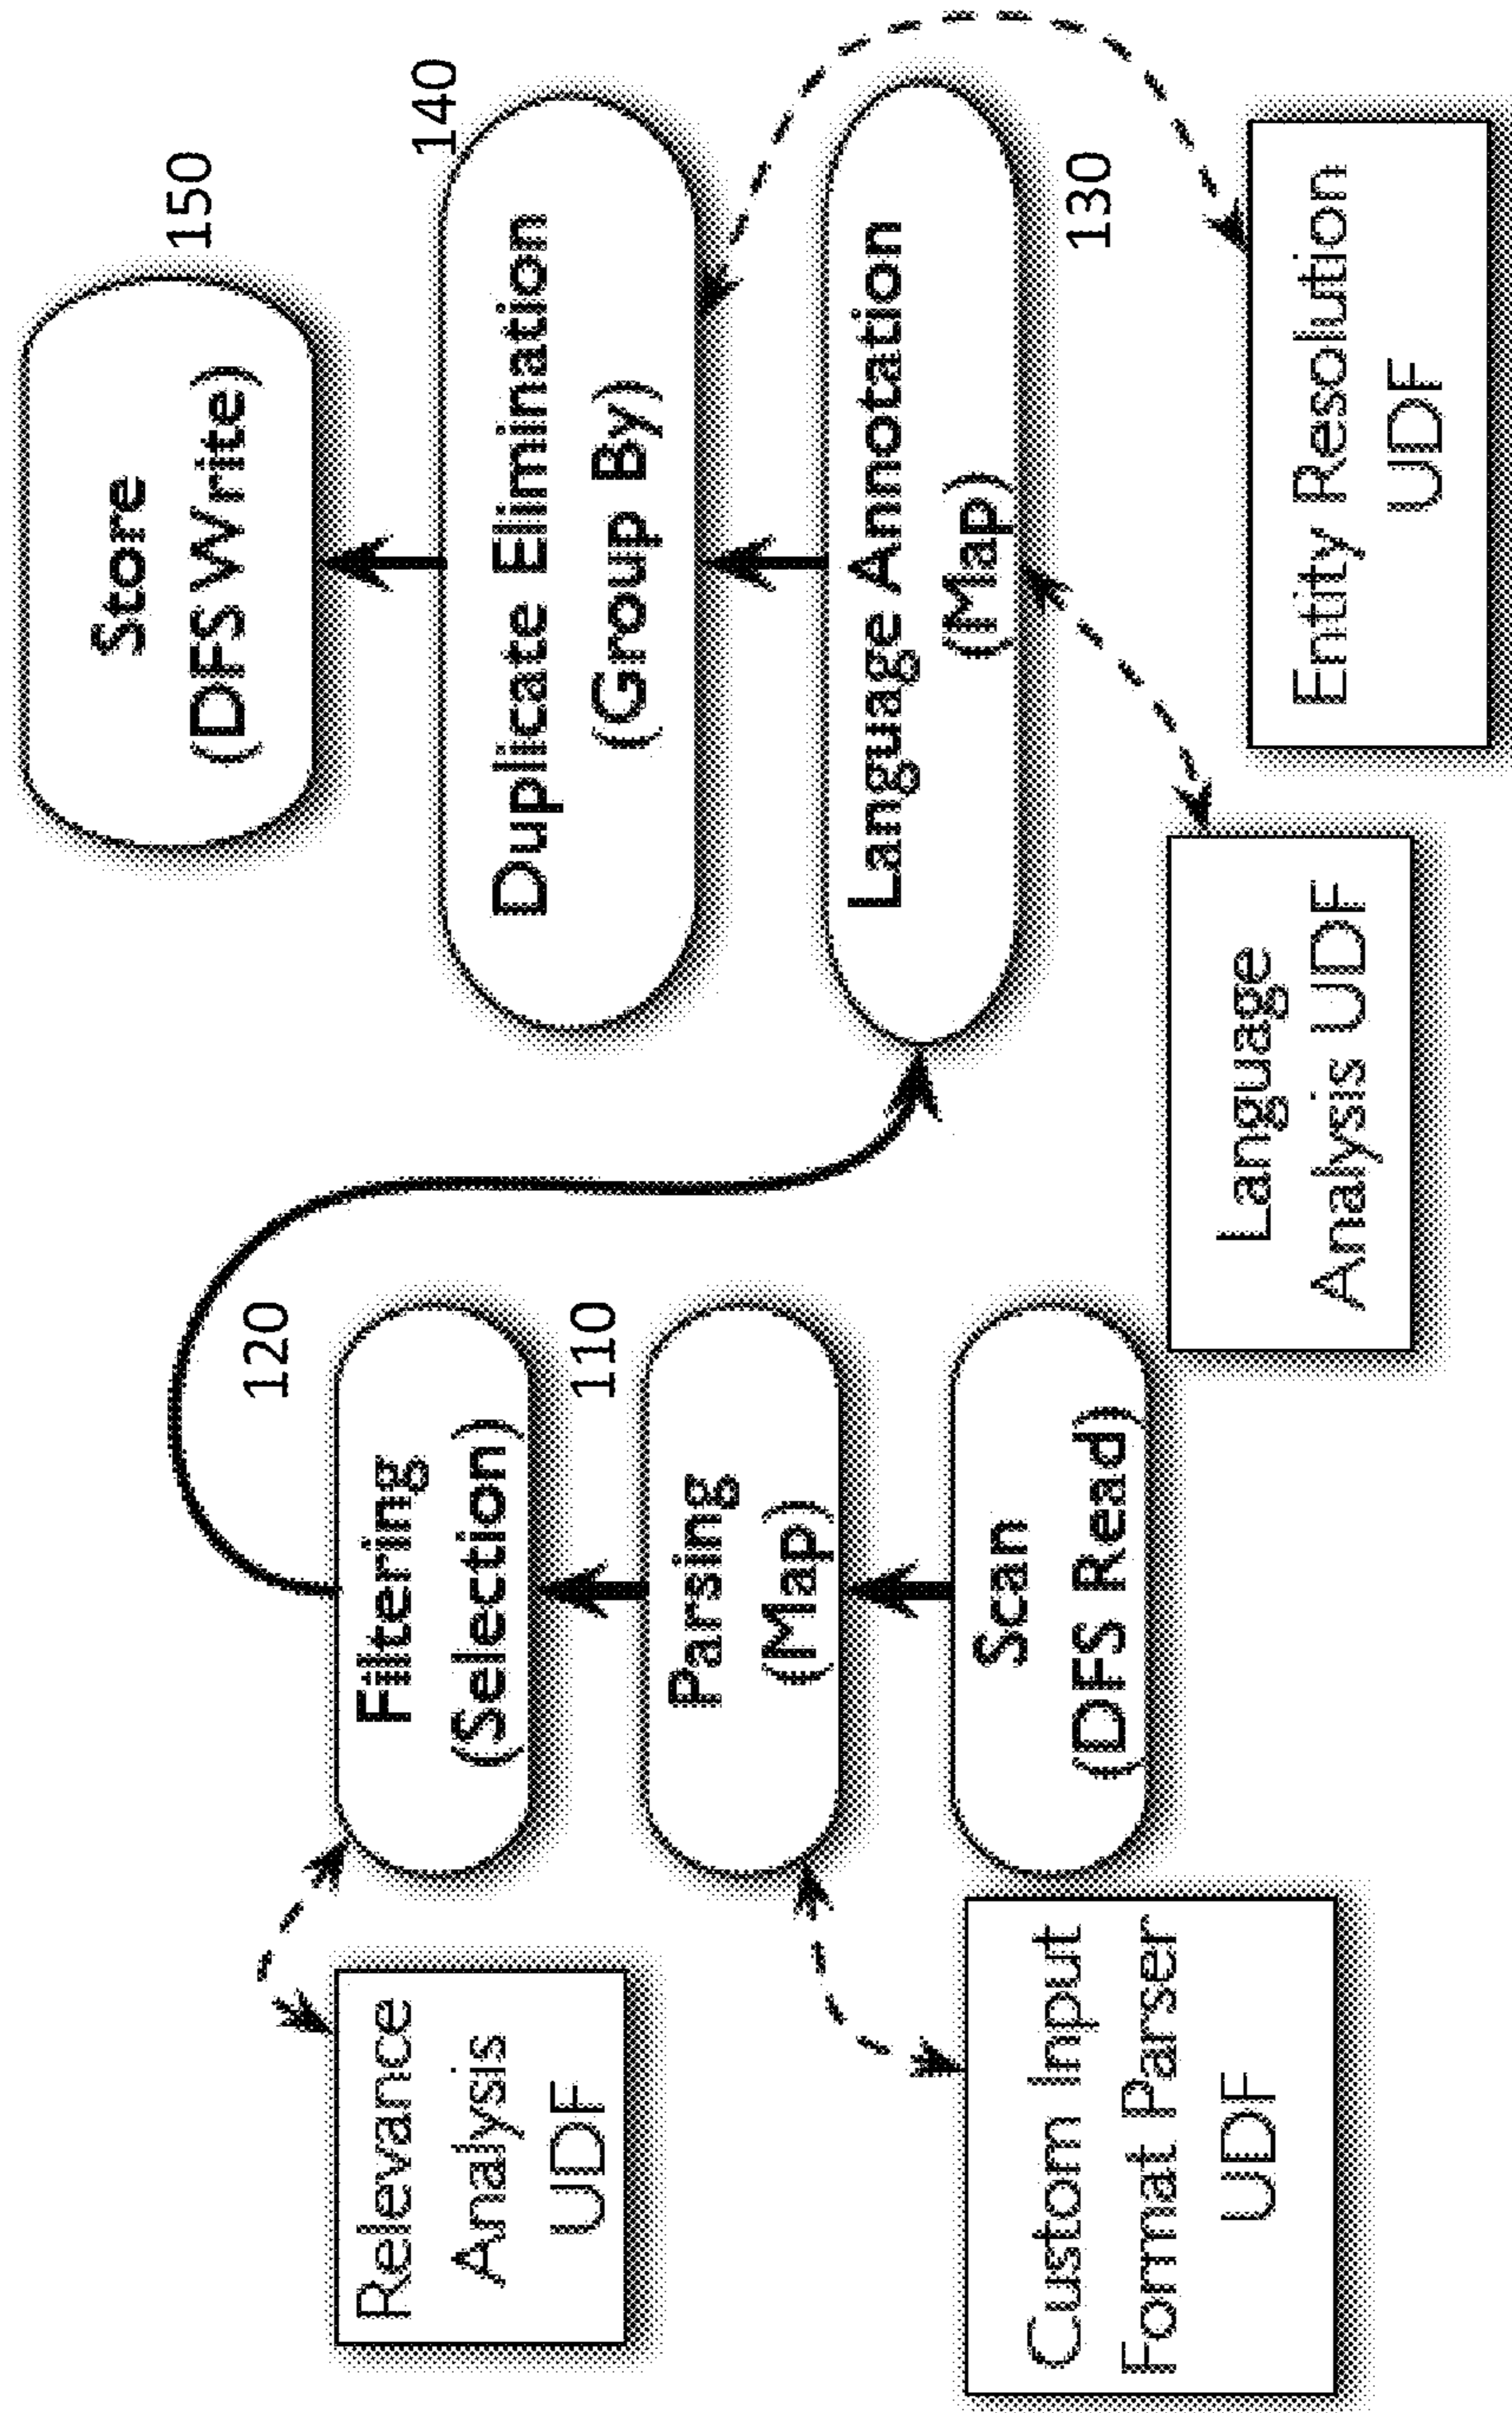 Relevance
Analysis
UDF
Custom Input
Format Parser
UDF
120
Filtering
(Selection)
110
Parsing
(Map)
Scan
(DFS Read)
Language
Analysis UDF
150
Store
(DFS Write)
140
Duplicate Elimination
(Group By)
Language Annotation
(Map)
130
Entity Resolution
UDF